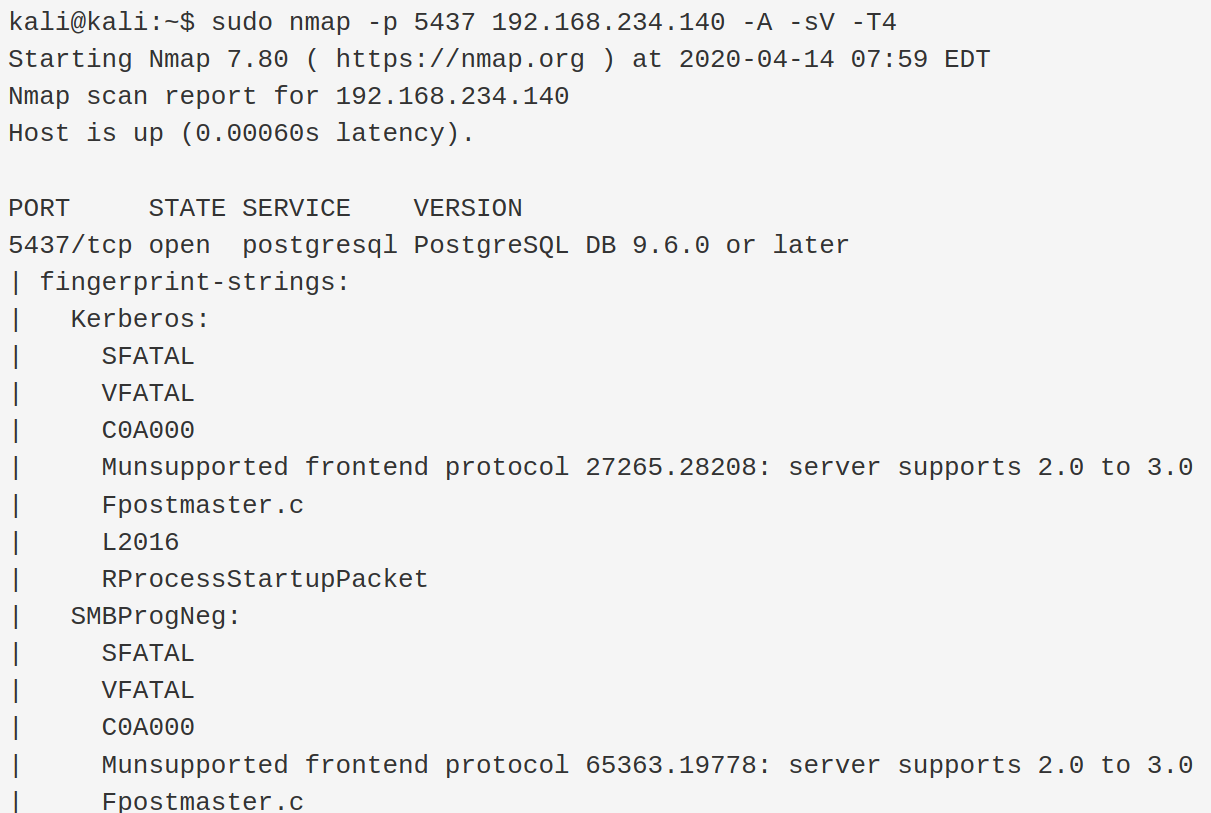 kali@kali:~$ sudo nmap -p 5437 192.168.234.140 -A -sV -T4
Starting Nmap 7.80 ( https://nmap.org ) at 2020-04-14 07:59 EDT
Nmap scan report for 192.168.234.140
Host is up (0.00060s latency).

PORT     STATE SERVICE    VERSION
5437/tcp open  postgresql PostgreSQL DB 9.6.0 or later
| fingerprint-strings:
|   Kerberos:
|     SFATAL
|     VFATAL
|     C0A000
|     Munsupported frontend protocol 27265.28208: server supports 2.0 to 3.0
|     Fpostmaster.c
|     L2016
|     RProcessStartupPacket
|   SMBProgNeg:
|     SFATAL
|     VFATAL
|     C0A000
|     Munsupported frontend protocol 65363.19778: server supports 2.0 to 3.0
|     Fpostmaster.c